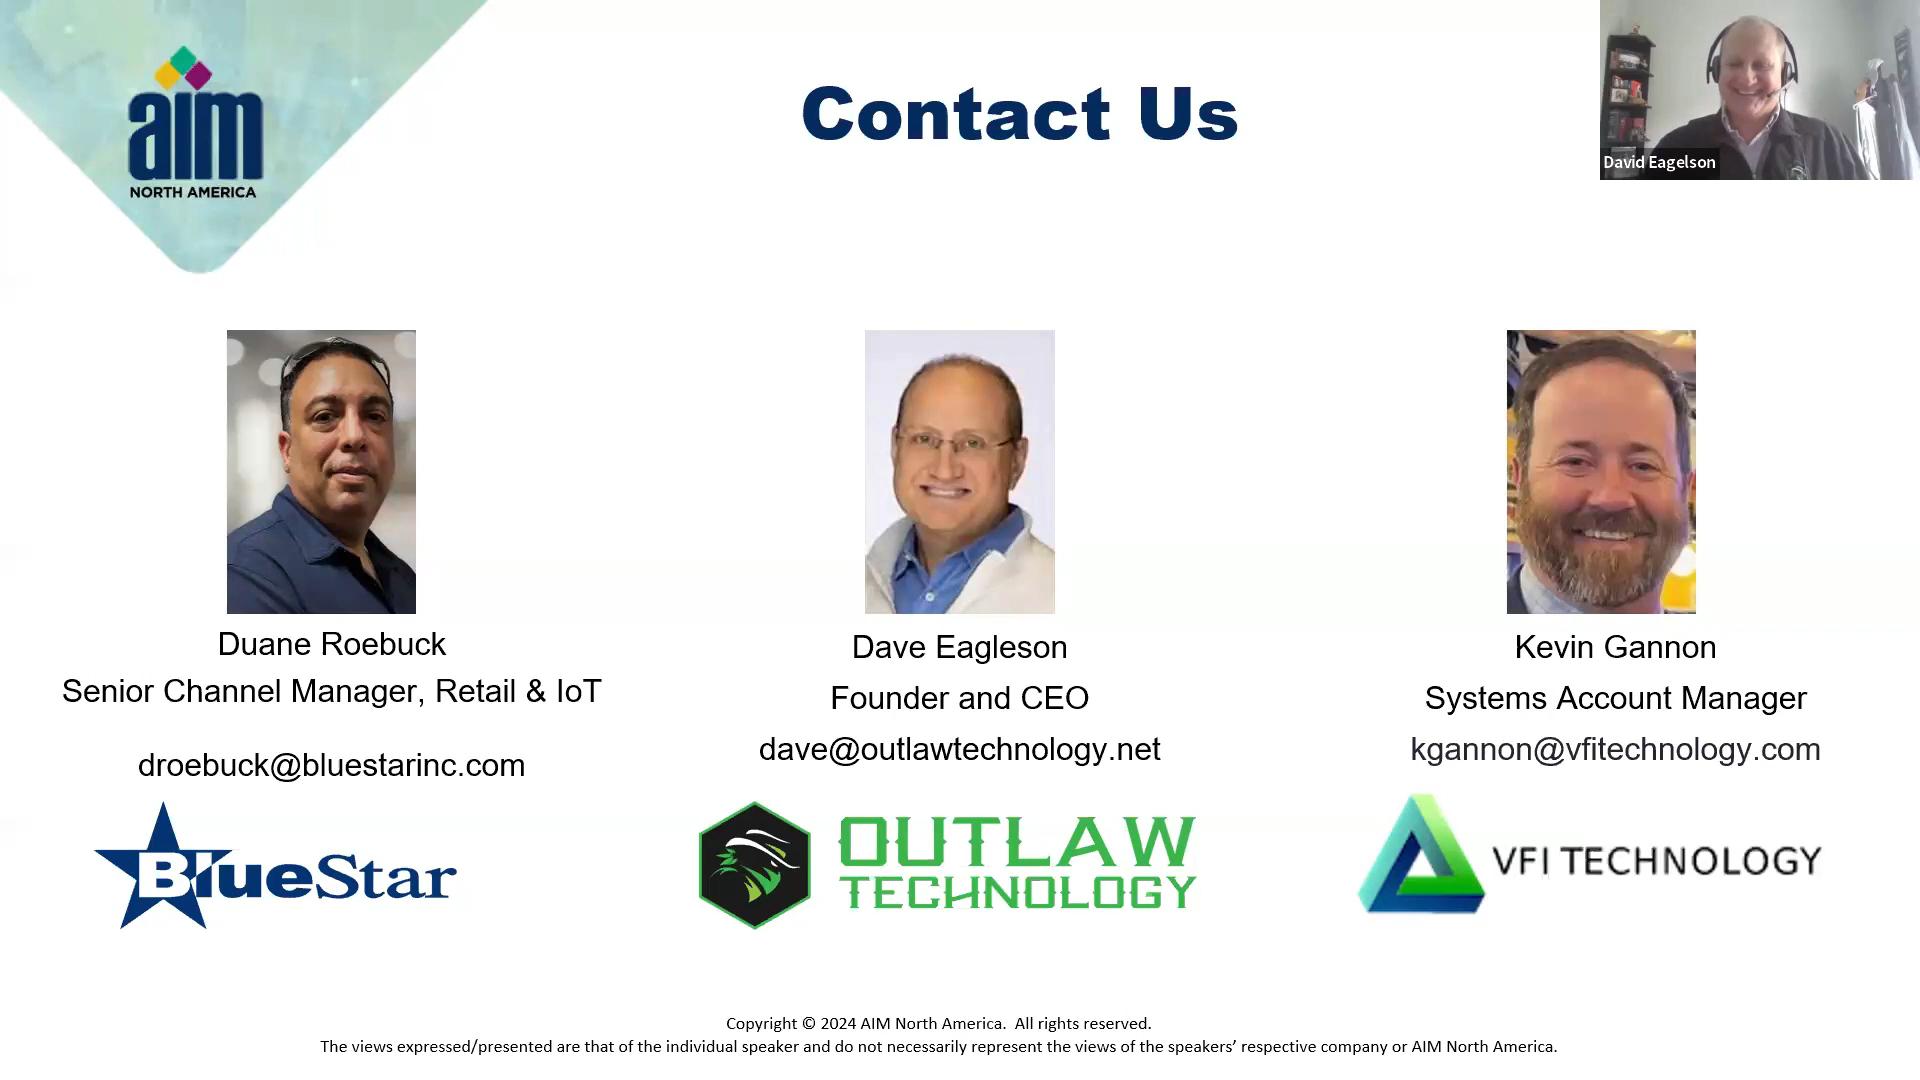 aim
NORTH AMERICA
Contact Us
David Eagelson
Duane Roebuck
Senior Channel Manager, Retail & IoT
droebuck@bluestarinc.com
BlueStar
Dave Eagleson
Founder and CEO
dave@outlawtechnology.net
OUTLAW
TECHNOLOGY
Kevin Gannon
Systems Account Manager
kgannon@vfitechnology.com
VFI TECHNOLOGY
Copyright © 2024 AIM North America.  All rights reserved.
The views expressed/presented are that of the individual speaker and do not necessarily represent the views of the speakers’ respective company or AIM North America.